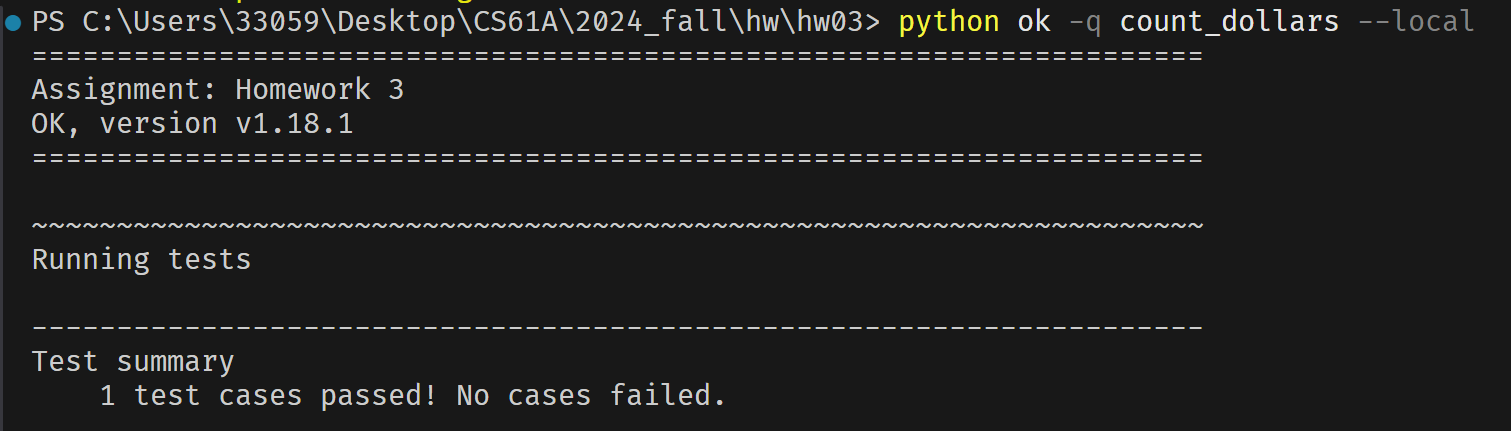 PS C:\Users\33059\Desktop\CS61A\2024_fall\hw\hw03> python ok -q count_dollars --local
=====================================================================
Assignment: Homework 3
OK, version v1.18.1
=====================================================================
~~~~~~~~~~~~~~~~~~~~~~~~~~~~~~~~~~~~~~~~~~~~~~~~~~~~~~~~~~~~~~~~~~~~~
Running tests
---------------------------------------------------------------------
Test summary
    1 test cases passed! No cases failed.